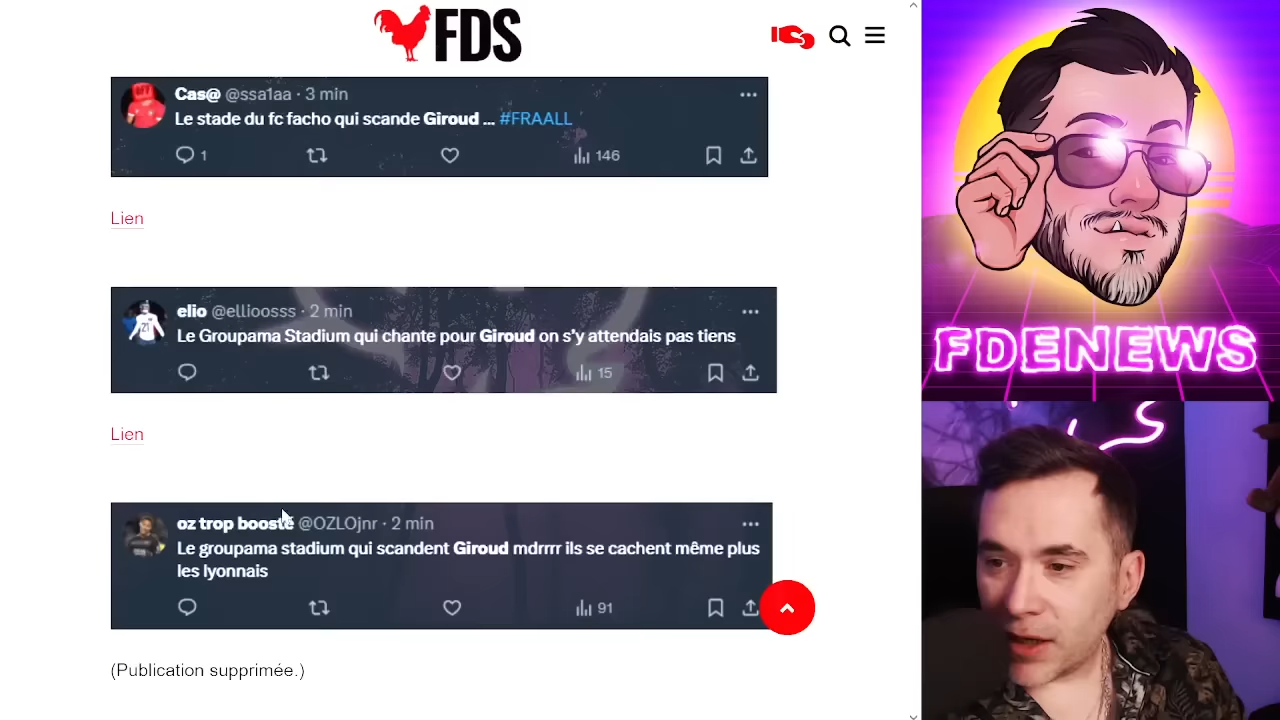 FDS
Cas@ @ssa1aa · 3 min
Le stade du fc facho qui scande Giroud ... #FRAALL
1
146
Lien
elio @ellioosss · 2 min
Le Groupama Stadium qui chante pour Giroud on s'y attendais pas tiens
15
Lien
oz trop boosté @OZLOjnr · 2 min
Le groupama stadium qui scandent Giroud mdrrrr ils se cachent même plus
les lyonnais
91
(Publication supprimée.)
FDENEWS